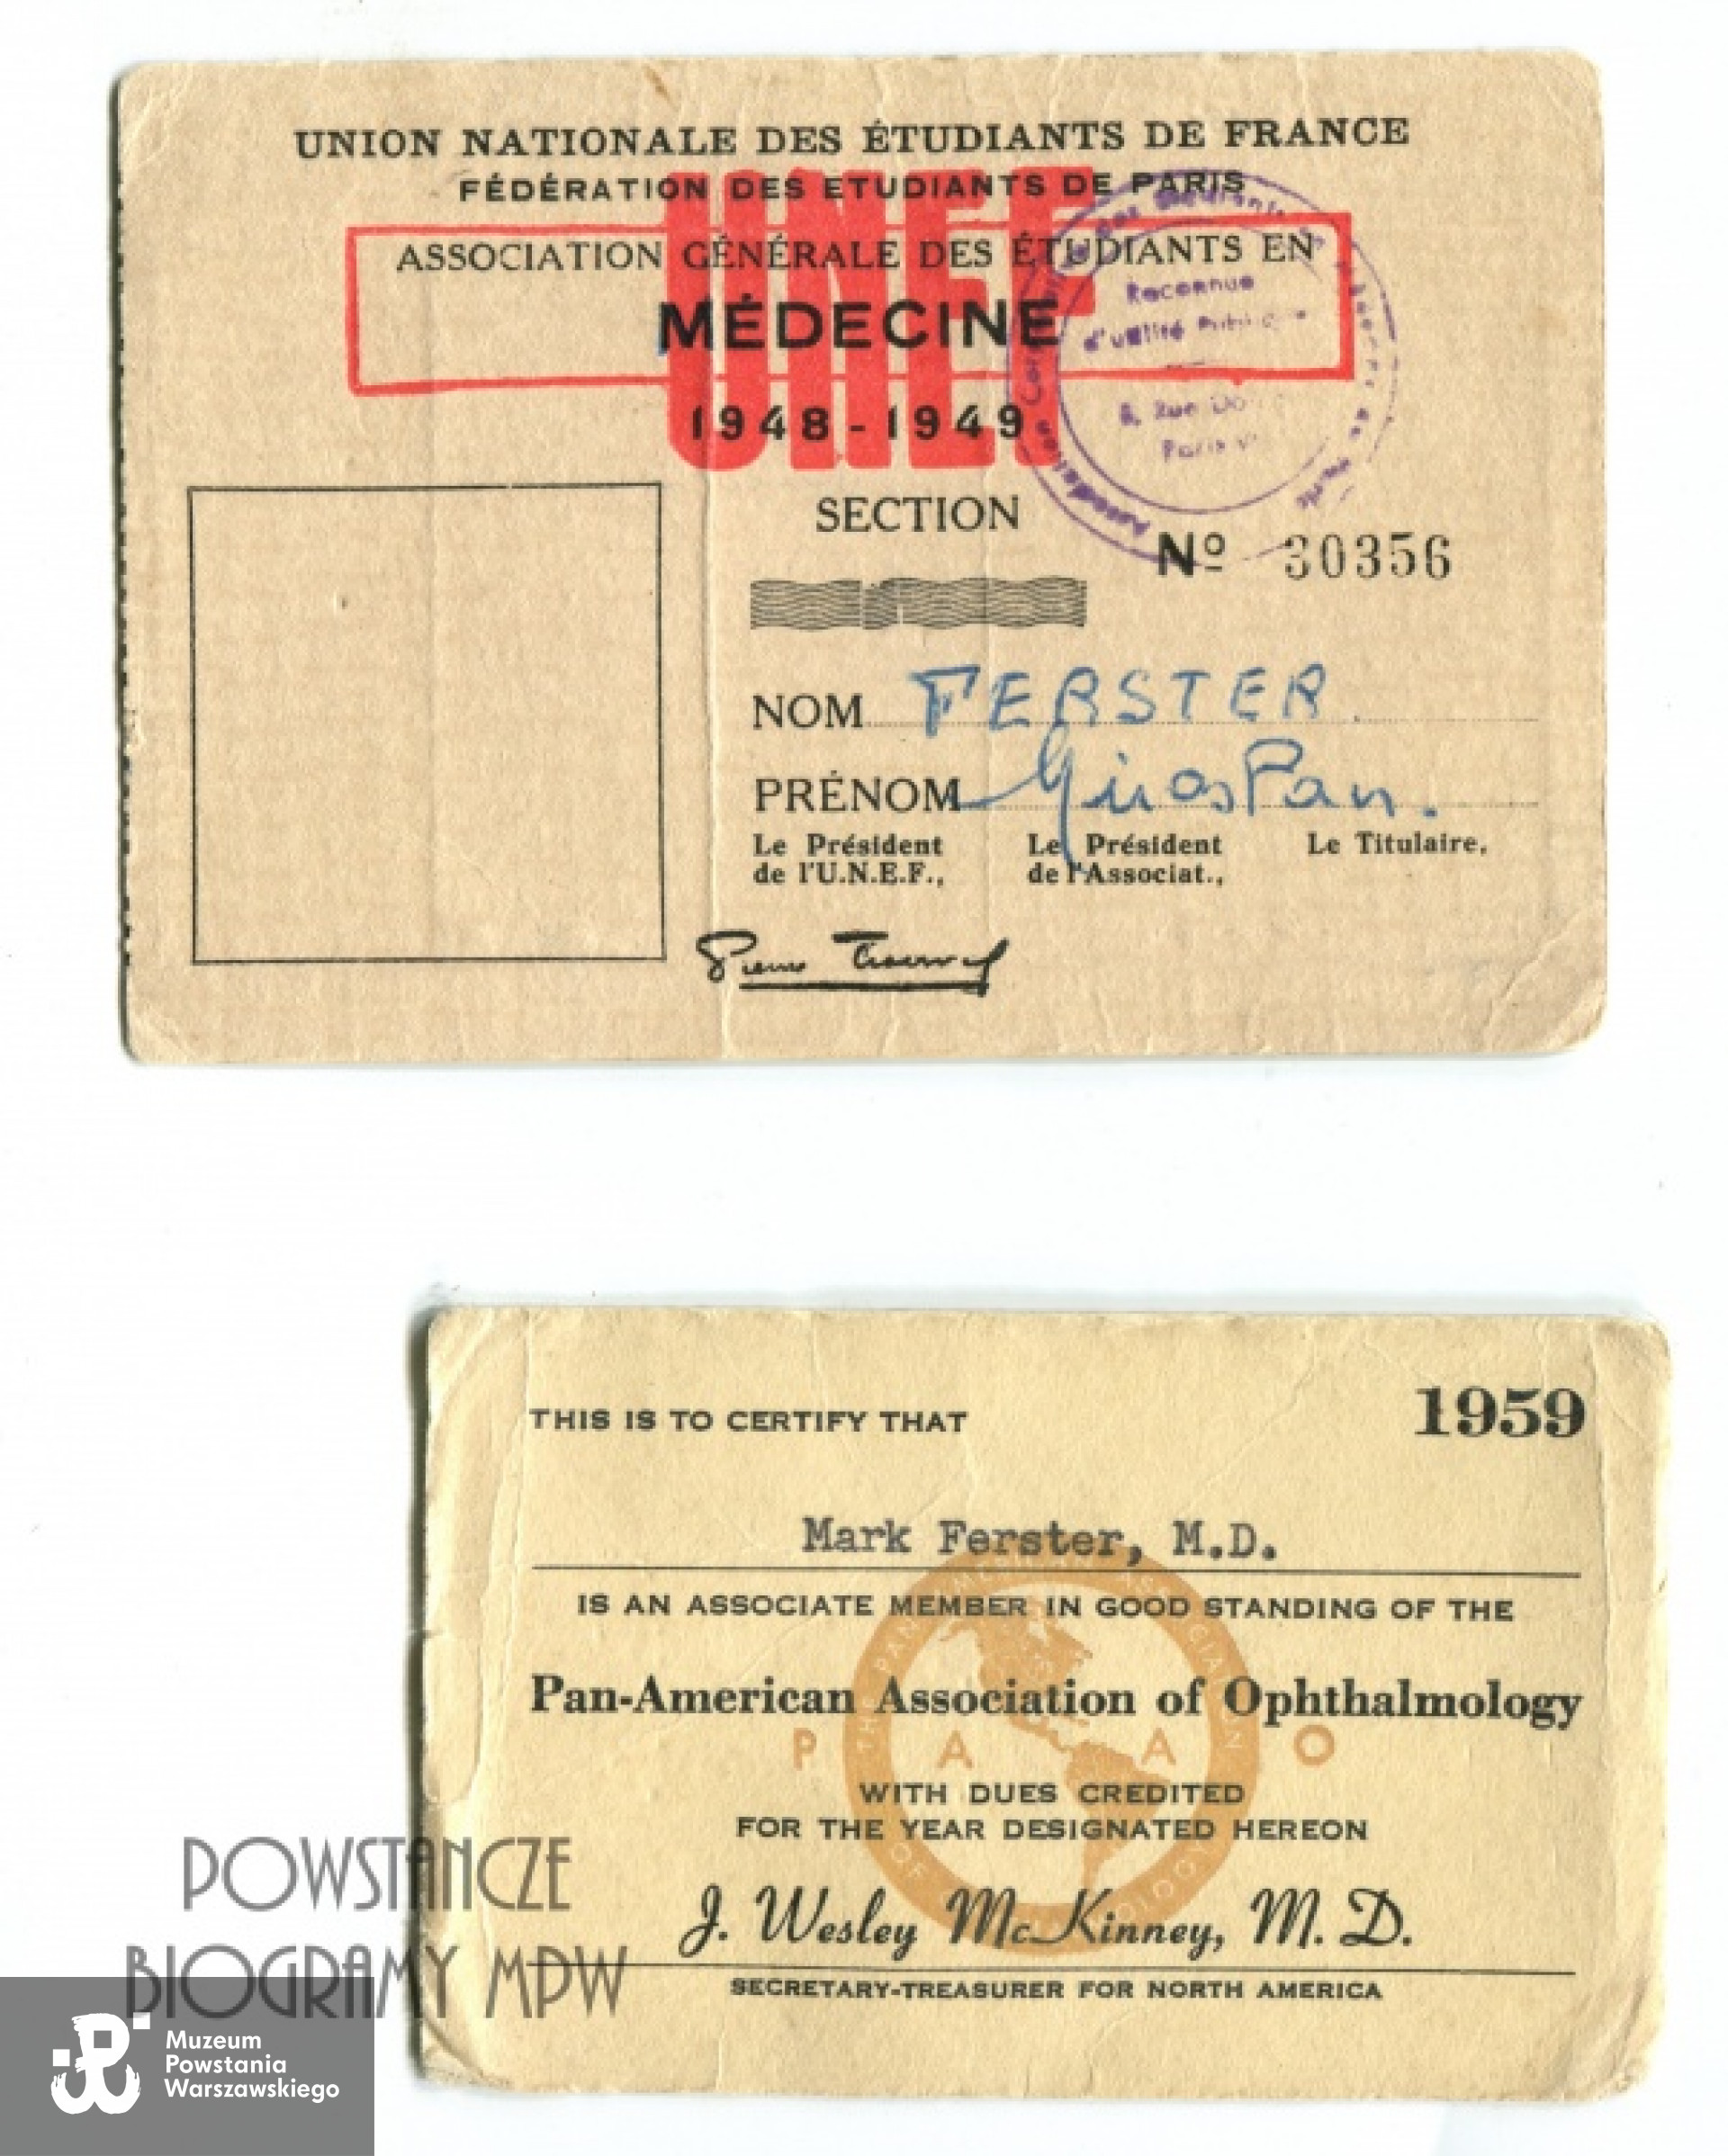 UNION NATIONALE DES ÉTUDIANTS DE FRANCE
FÉDÉRATION DES ETUDIANTS DE PARIS
UNEF
ASSOCIATION GÉNÉRALE DES ÉTUDIANTS EN
MÉDECINE
UNEF
1948-1949
Reconnue
d'utilité Publique
8, Rue
Paris
SECTION
Nº 30356
NOM FERSTER
PRÉNOM
Le Président de l'U.N.E.F.,
Le Président de l'Associat.,
Le Titulaire,
THIS IS TO CERTIFY THAT
1959
Mark Ferster, M.D.
IS AN ASSOCIATE MEMBER IN GOOD STANDING OF THE
Pan-American Association of Ophthalmology
P A A O
WITH DUES CREDITED
FOR THE YEAR DESIGNATED HEREON
J. Wesley McKinney, M. D.
SECRETARY-TREASURER FOR NORTH AMERICA
POWSTAŃCZE
BIOGRAMY MPW
Muzeum
Powstania
Warszawskiego